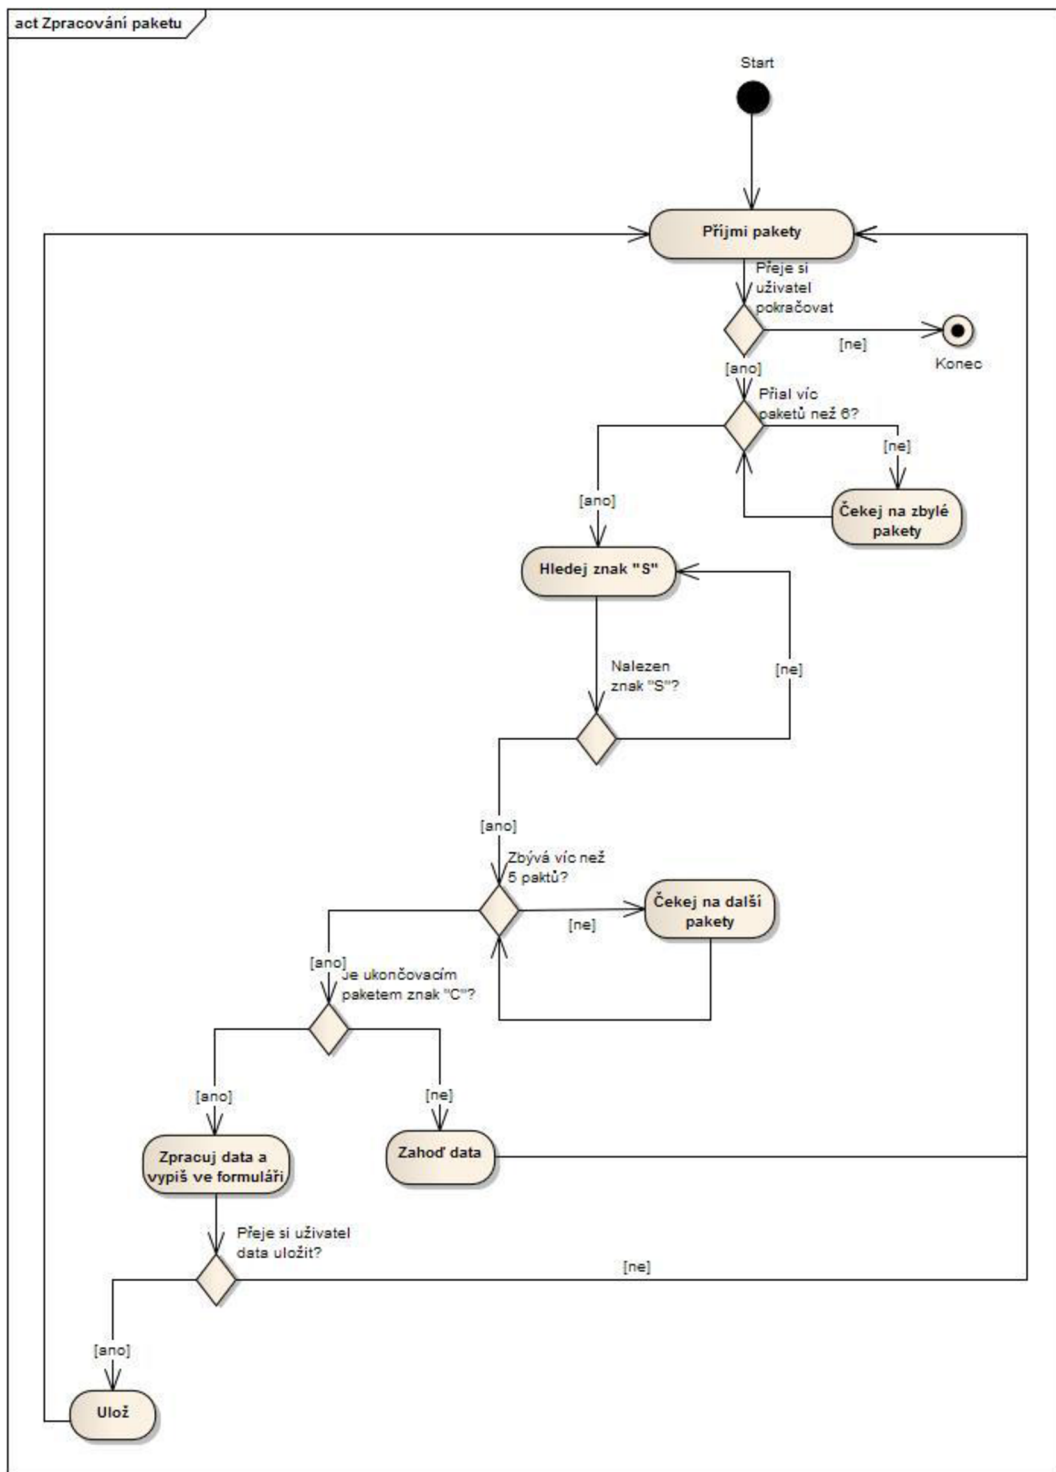 act Zpracování paketu
Start
Příjmi pakety
Přeje si
uživatel
pokračovat
[ne]
Konec
[ano]
Přial víc
paketů než 6?
[ne]
[ano]
Čekej na zbylé
pakety
Hledej znak "S"
Nalezen
znak "S"?
[ne]
[ano]
Zbývá víc než
5 paktů?
[ne]
Čekej na další
pakety
[ano]
Je ukončovacím
paketem znak "C"?
[ano]
[ne]
Zpracuj data a
vypiš ve formuláři
Zahoď data
Přeje si uživatel
data uložit?
[ne]
[ano]
Ulož